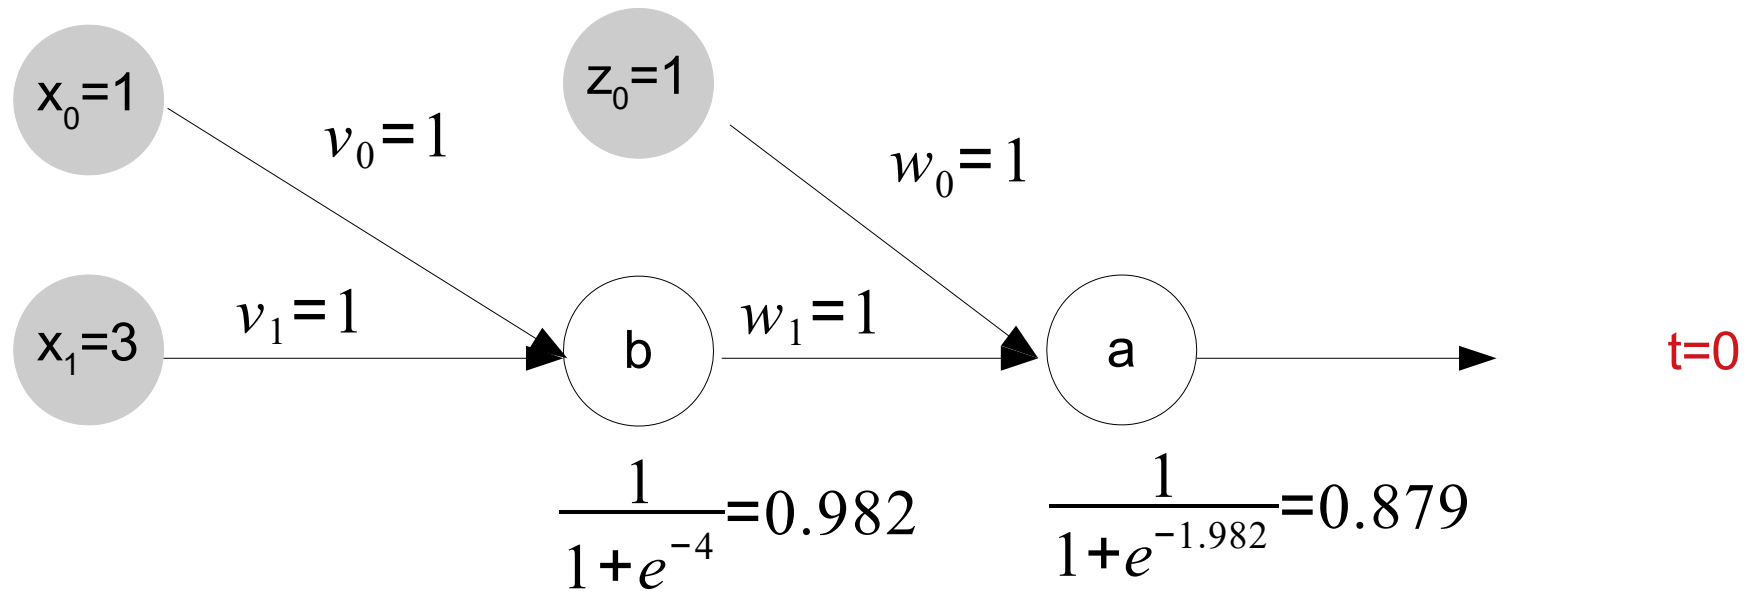 x₀=1
z₀=1
v₀=1
w₀=1
x₁=3
v₁=1
b
w₁=1
a
t=0
1/(1+e⁻⁴)=0.982
1/(1+e⁻¹·⁹⁸²)=0.879